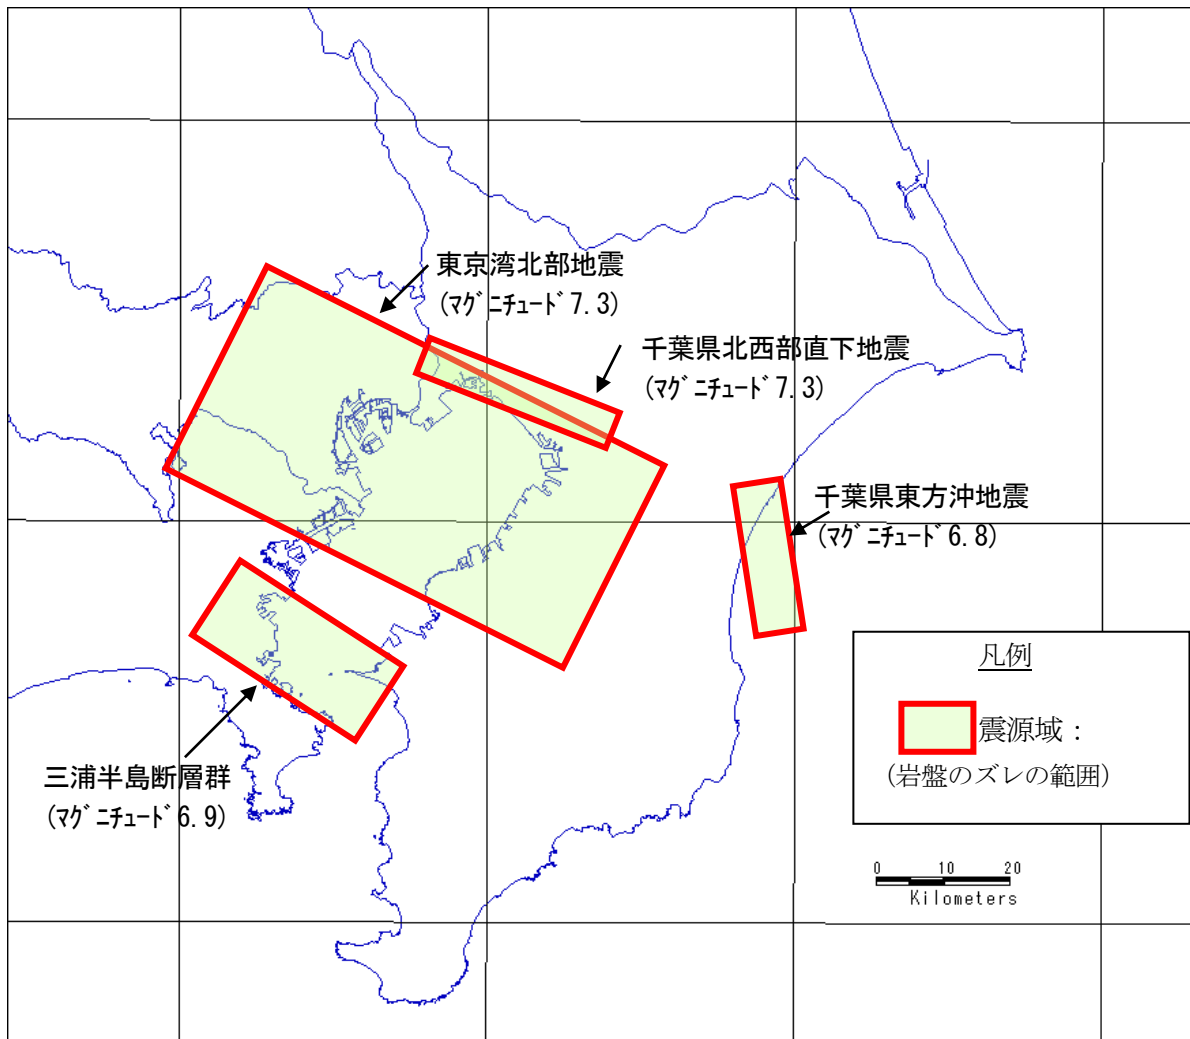 東京湾北部地震
(ﾏｸﾞﾆﾁｭｰﾄﾞ7.3)
千葉県北西部直下地震
(ﾏｸﾞﾆﾁｭｰﾄﾞ7.3)
千葉県東方沖地震
(ﾏｸﾞﾆﾁｭｰﾄﾞ6.8)
三浦半島断層群
(ﾏｸﾞﾆﾁｭｰﾄﾞ6.9)
凡例
震源域：
(岩盤のズレの範囲)
0 10 20
Kilometers